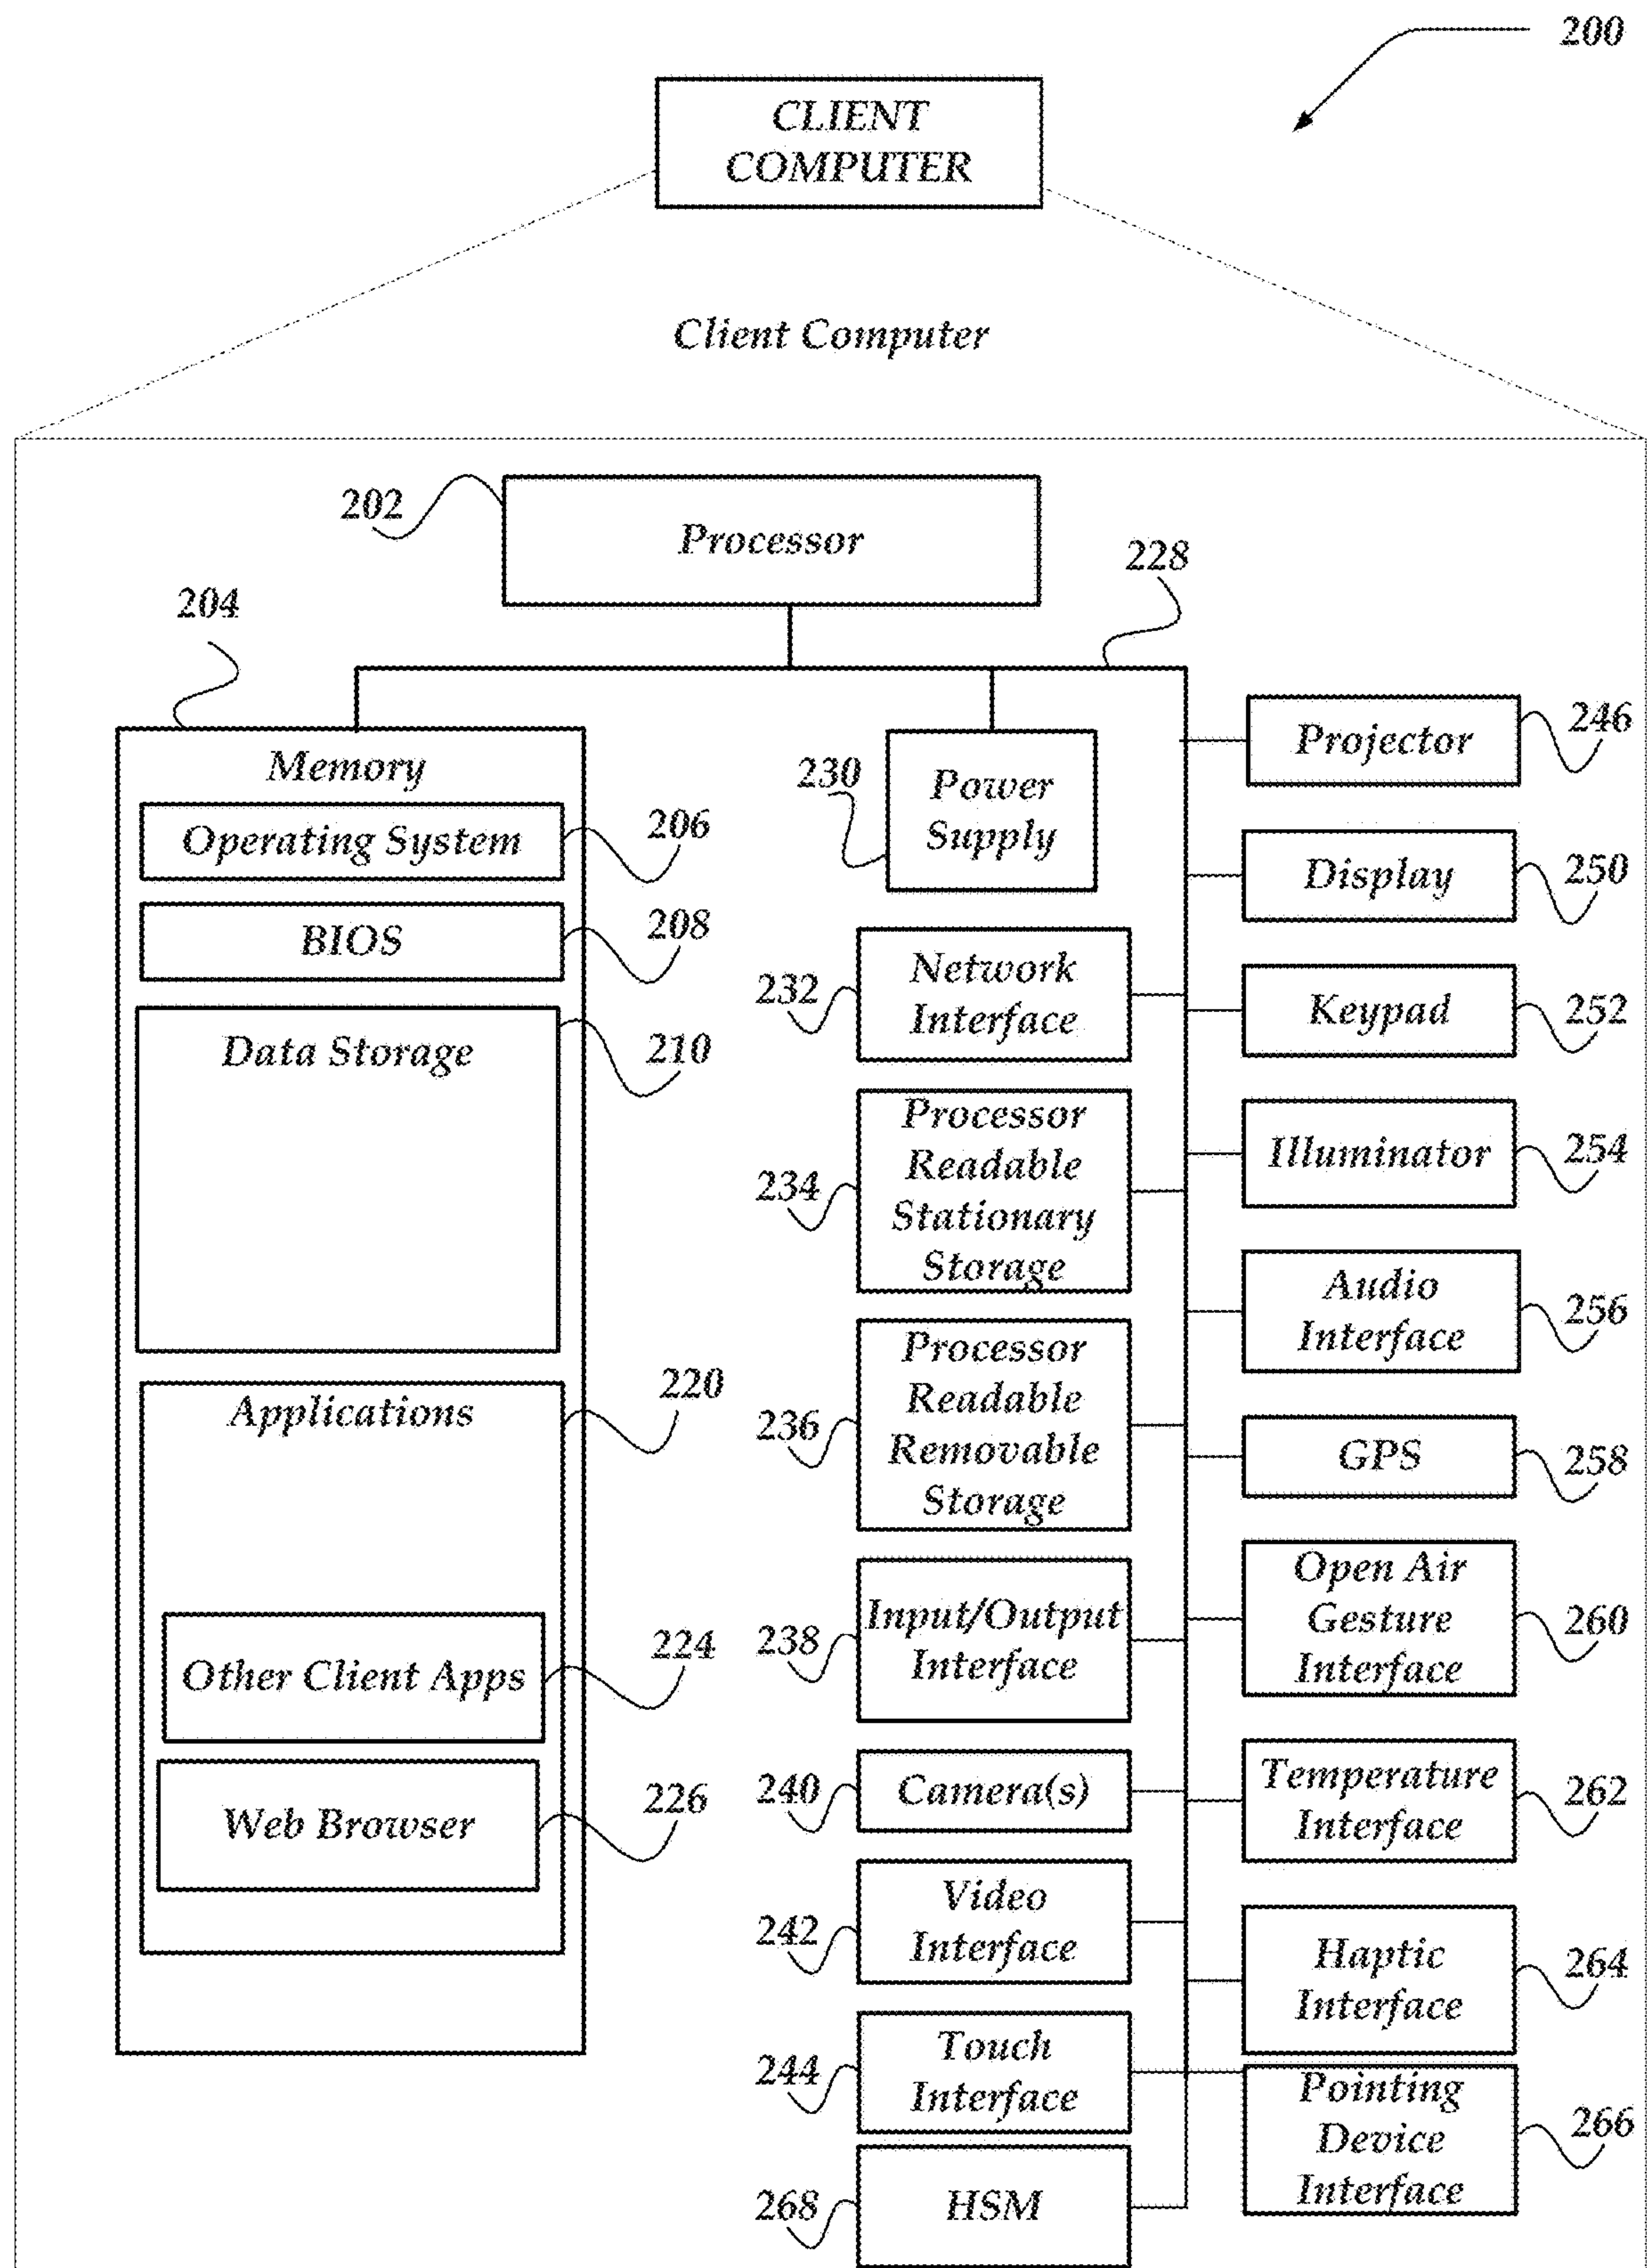 200
CLIENT
COMPUTER
Client Computer
202
Processor
228
204
Memory
Operating System
206
BIOS
208
Data Storage
210
Applications
220
Other Client Apps
224
Web Browser
226
230
Power
Supply
232
Network
Interface
234
Processor
Readable
Stationary
Storage
236
Processor
Readable
Removable
Storage
238
Input/Output
Interface
240
Camera(s)
242
Video
Interface
244
Touch
Interface
268
HSM
Projector
246
Display
250
Keypad
252
Illuminator
254
Audio
Interface
256
GPS
258
Open Air
Gesture
Interface
260
Temperature
Interface
262
Haptic
Interface
264
Pointing
Device
Interface
266